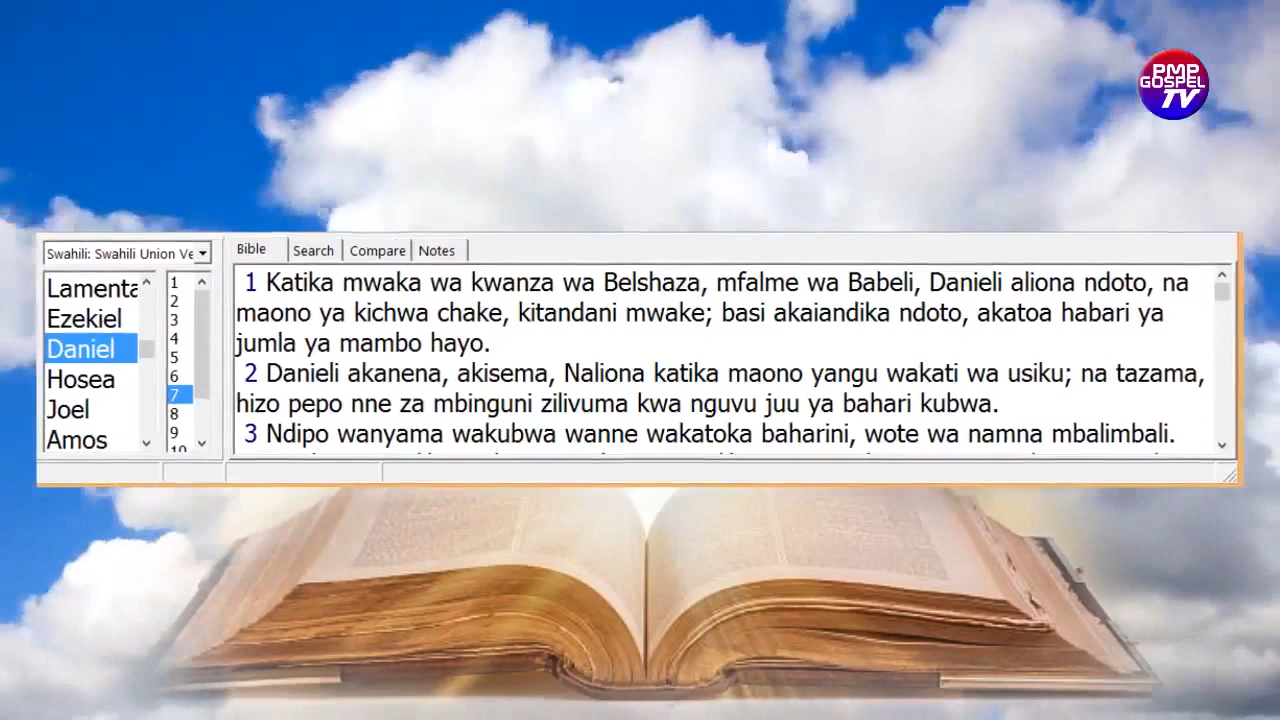 PMP
GOSPEL
TV
Swahili: Swahili Union Ve
Bible
Search
Compare
Notes
Lamenta
Ezekiel
Daniel
Hosea
Joel
Amos
1
2
3
4
5
6
7
8
9
10
1 Katika mwaka wa kwanza wa Belshaza, mfalme wa Babeli, Danieli aliona ndoto, na
maono ya kichwa chake, kitandani mwake; basi akaiandika ndoto, akatoa habari ya
jumla ya mambo hayo.
2 Danieli akanena, akisema, Naliona katika maono yangu wakati wa usiku; na tazama,
hizo pepo nne za mbinguni zilivuma kwa nguvu juu ya bahari kubwa.
3 Ndipo wanyama wakubwa wanne wakatoka baharini, wote wa namna mbalimbali.